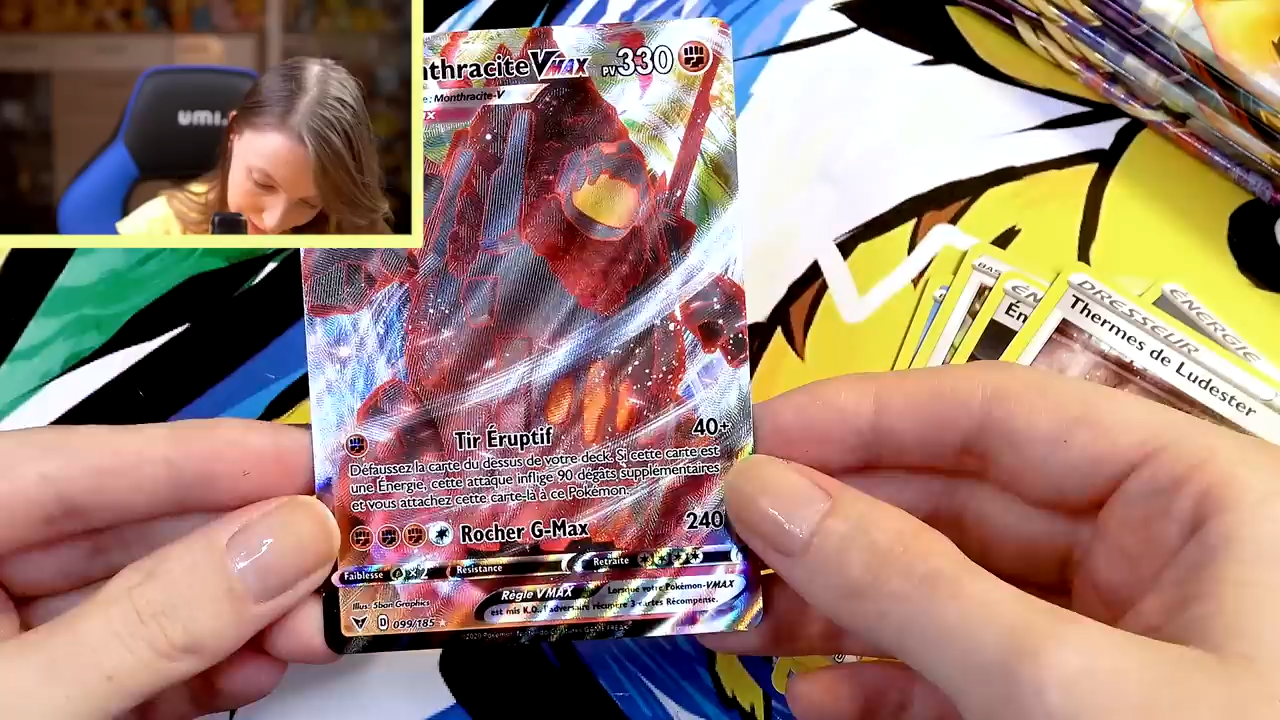 umi.
nthracite VMAX PV 330
e : Monthracite-V
Tir Éruptif 40+
Défaussez la carte du dessus de votre deck. Si cette carte est
une Énergie, cette attaque inflige 90 dégâts supplémentaires
et vous attachez cette carte-là à ce Pokémon.
Rocher G-Max 240
Faiblesse ×2 Résistance Retraite
Règle VMAX Lorsque votre Pokémon-VMAX
est mis K.O., l'adversaire récupère 3 cartes Récompense.
Illus. 5ban Graphics
D 099/185
BAS
ÉN
Én
DRESSEUR
Thermes de Ludester
ÉNERGIE